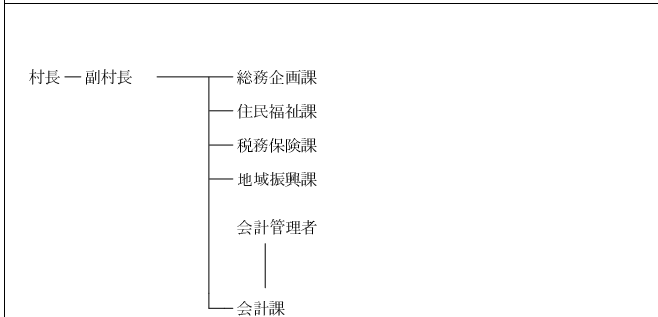 村長 ― 副村長 総務企画課
住民福祉課
税務保険課
地域振興課
会計管理者
会計課